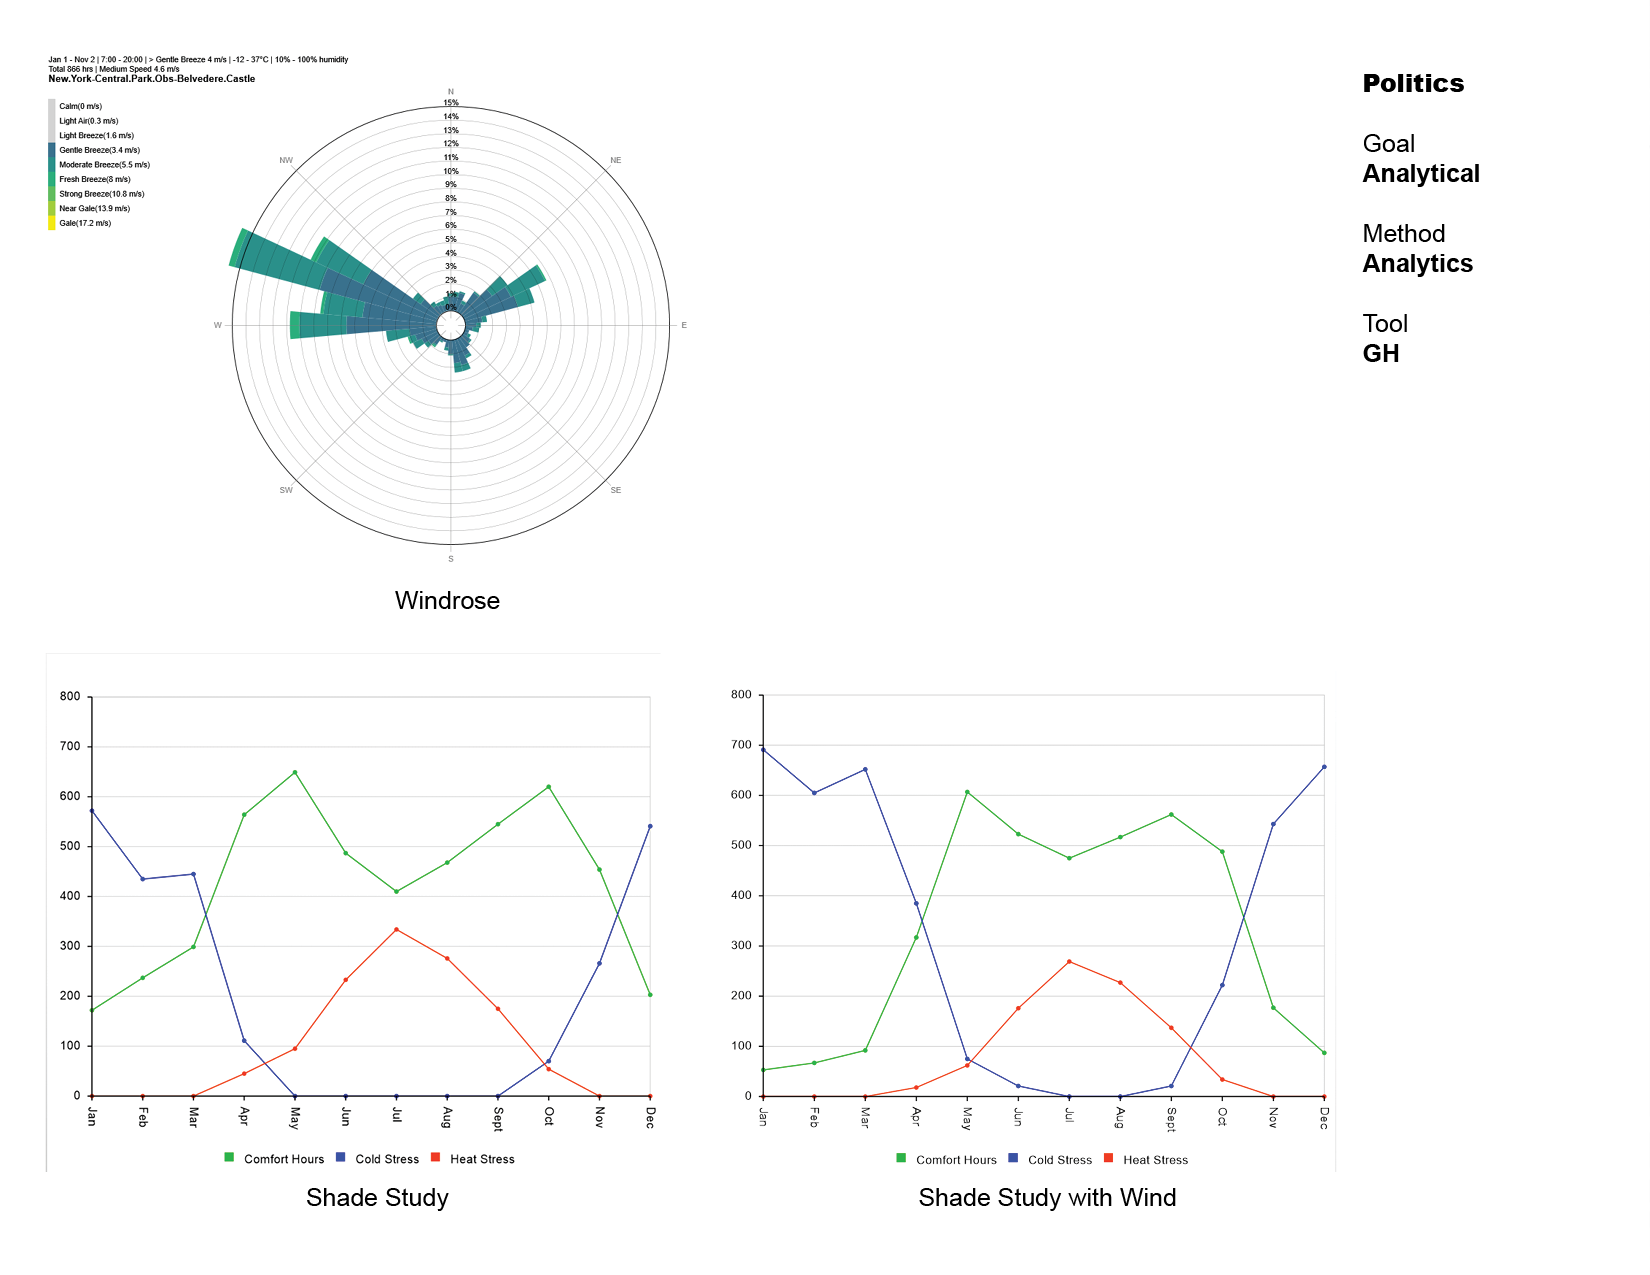 Jan 1 - Nov 2 | 7:00 - 20:00 | > Gentle Breeze 4 m/s | -12 - 37°C | 10% - 100% humidity
Total 866 hrs | Medium Speed 4.6 m/s
New.York-Central.Park.Obs-Belvedere.Castle
Calm(0 m/s)
Light Air(0.3 m/s)
Light Breeze(1.6 m/s)
Gentle Breeze(3.4 m/s)
Moderate Breeze(5.5 m/s)
Fresh Breeze(8 m/s)
Strong Breeze(10.8 m/s)
Near Gale(13.9 m/s)
Gale(17.2 m/s)
N
15%
14%
13%
12%
11%
10%
9%
8%
7%
6%
5%
4%
3%
2%
1%
0%
NW
NE
W
E
SW
SE
S
Windrose
Politics
Goal
Analytical
Method
Analytics
Tool
GH
800
700
600
500
400
300
200
100
0
Jan
Feb
Mar
Apr
May
Jun
Jul
Aug
Sept
Oct
Nov
Dec
Comfort Hours Cold Stress Heat Stress
Shade Study
800
700
600
500
400
300
200
100
0
Jan
Feb
Mar
Apr
May
Jun
Jul
Aug
Sept
Oct
Nov
Dec
Comfort Hours Cold Stress Heat Stress
Shade Study with Wind